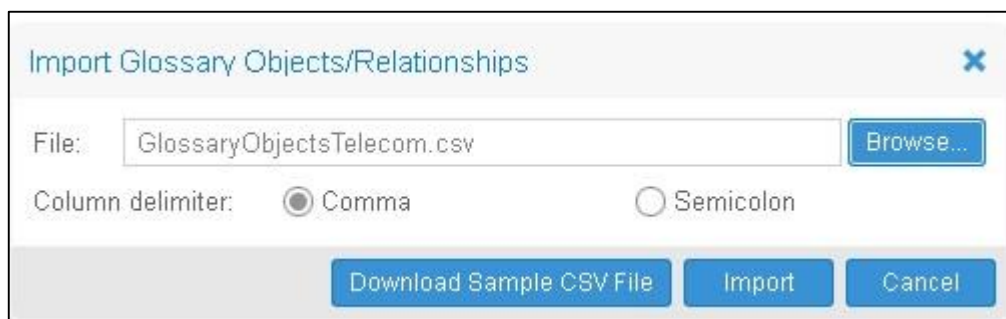 Import Glossary Objects/Relationships
File: GlossaryObjectsTelecom.csv Browse...
Column delimiter: Comma Semicolon
Download Sample CSV File Import Cancel